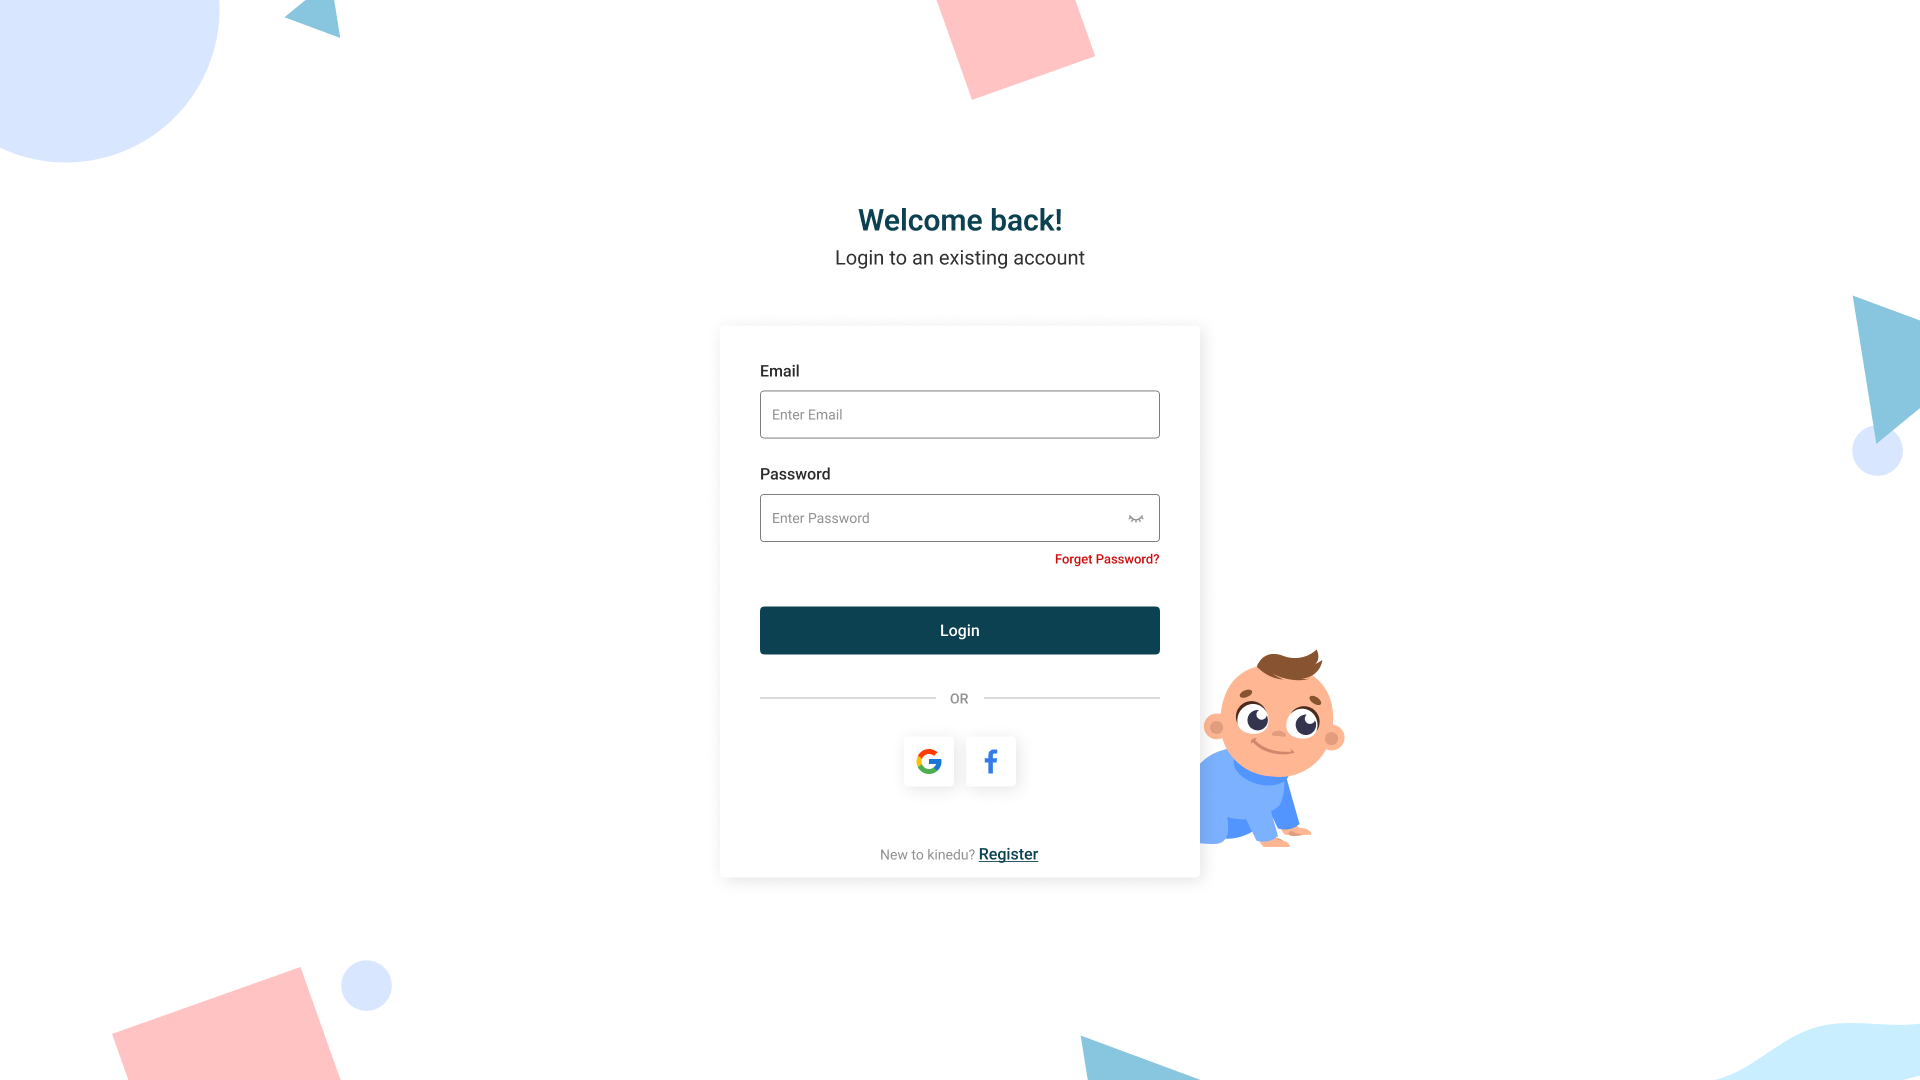 Welcome back!
Login to an existing account
Email
Enter Email
Password
Enter Password
Forget Password?
Login
OR
New to kinedu? Register